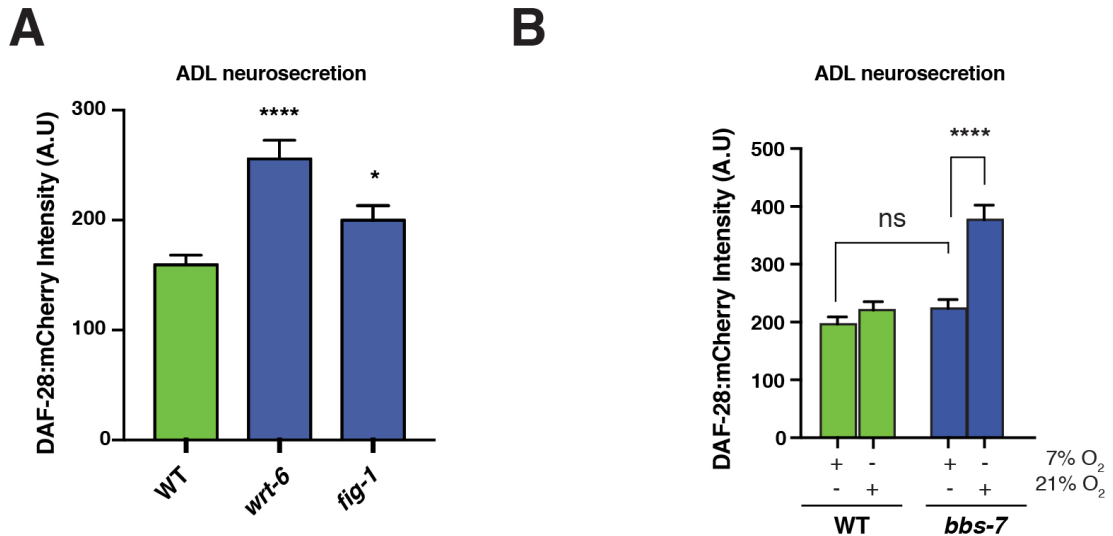 A
ADL neurosecretion
DAF-28:mCherry Intensity (A.U)
300
200
100
0
****
*
WT
wrt-6
fig-1
B
ADL neurosecretion
DAF-28:mCherry Intensity (A.U)
500
400
300
200
100
0
ns
****
+ - + - 7% O₂
- + - + 21% O₂
WT bbs-7